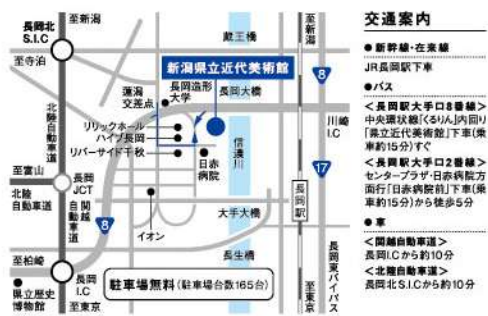 至新潟
長岡北
S.I.C
至寺泊
至新潟
蔵王橋
新潟県立近代美術館
8
蓮潟
交差点
長岡造形
大学
長岡大橋
川崎
I.C
リリックホール
ハイブ長岡
リバーサイド千秋
日赤
病院
信濃川
北陸自動車道
至富山
北陸
自動車道
長岡
JCT
関越
自動車道
8
イオン
大手大橋
長岡駅
17
至柏崎
長生橋
長岡東バイパス
長岡
I.C
至東京
県立歴史
博物館
駐車場無料(駐車場台数165台)
至東京
交通案内
●新幹線・在来線
JR長岡駅下車
●バス
<長岡駅大手口8番線>
中央環状線「くるりん」内回り
「県立近代美術館」下車(乗
車約15分)すぐ
<長岡駅大手口2番線>
センタープラザ・日赤病院方
面行「日赤病院前」下車(乗
車約15分)から徒歩5分
●車
<関越自動車道>
長岡I.Cから約10分
<北陸自動車道>
長岡北S.I.Cから約10分